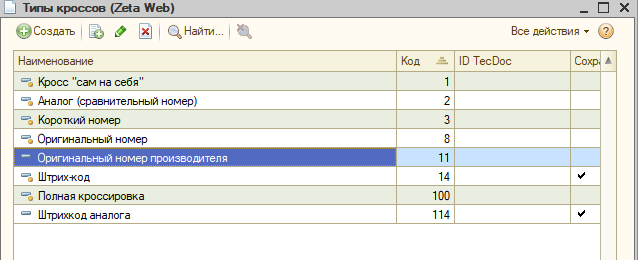 Типы кроссов (Zeta Web)
Создать Найти... Все действия
Наименование Код ID TecDoc Сохра
Кросс "сам на себя" 1
Аналог (сравнительный номер) 2
Короткий номер 3
Оригинальный номер 8
Оригинальный номер производителя 11
Штрих-код 14
Полная кроссировка 100
Штрихкод аналога 114